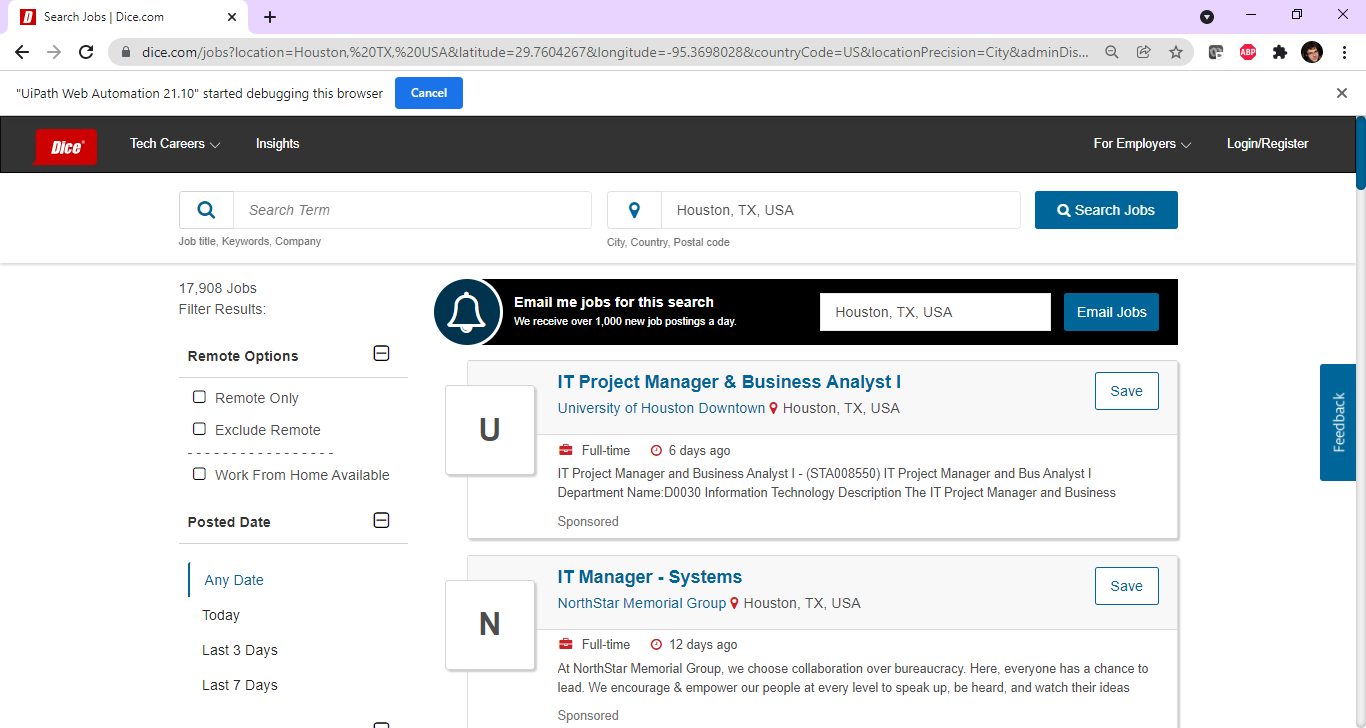 Search Jobs | Dice.com
dice.com/jobs?location=Houston,%20TX,%20USA&latitude=29.7604267&longitude=-95.3698028&countryCode=US&locationPrecision=City&adminDis...
ABP
"UiPath Web Automation 21.10" started debugging this browser
Cancel
Dice
Tech Careers
Insights
For Employers
Login/Register
Search Term
Houston, TX, USA
Search Jobs
Job title, Keywords, Company
City, Country, Postal code
17,908 Jobs
Filter Results:
Remote Options
Remote Only
Exclude Remote
Work From Home Available
Posted Date
Any Date
Today
Last 3 Days
Last 7 Days
Email me jobs for this search
We receive over 1,000 new job postings a day.
Houston, TX, USA
Email Jobs
U
IT Project Manager & Business Analyst I
University of Houston Downtown Houston, TX, USA
Save
Full-time 6 days ago
IT Project Manager and Business Analyst I - (STA008550) IT Project Manager and Bus Analyst I
Department Name:D0030 Information Technology Description The IT Project Manager and Business
Sponsored
N
IT Manager - Systems
NorthStar Memorial Group Houston, TX, USA
Save
Full-time 12 days ago
At NorthStar Memorial Group, we choose collaboration over bureaucracy. Here, everyone has a chance to
lead. We encourage & empower our people at every level to speak up, be heard, and watch their ideas
Sponsored
Feedback